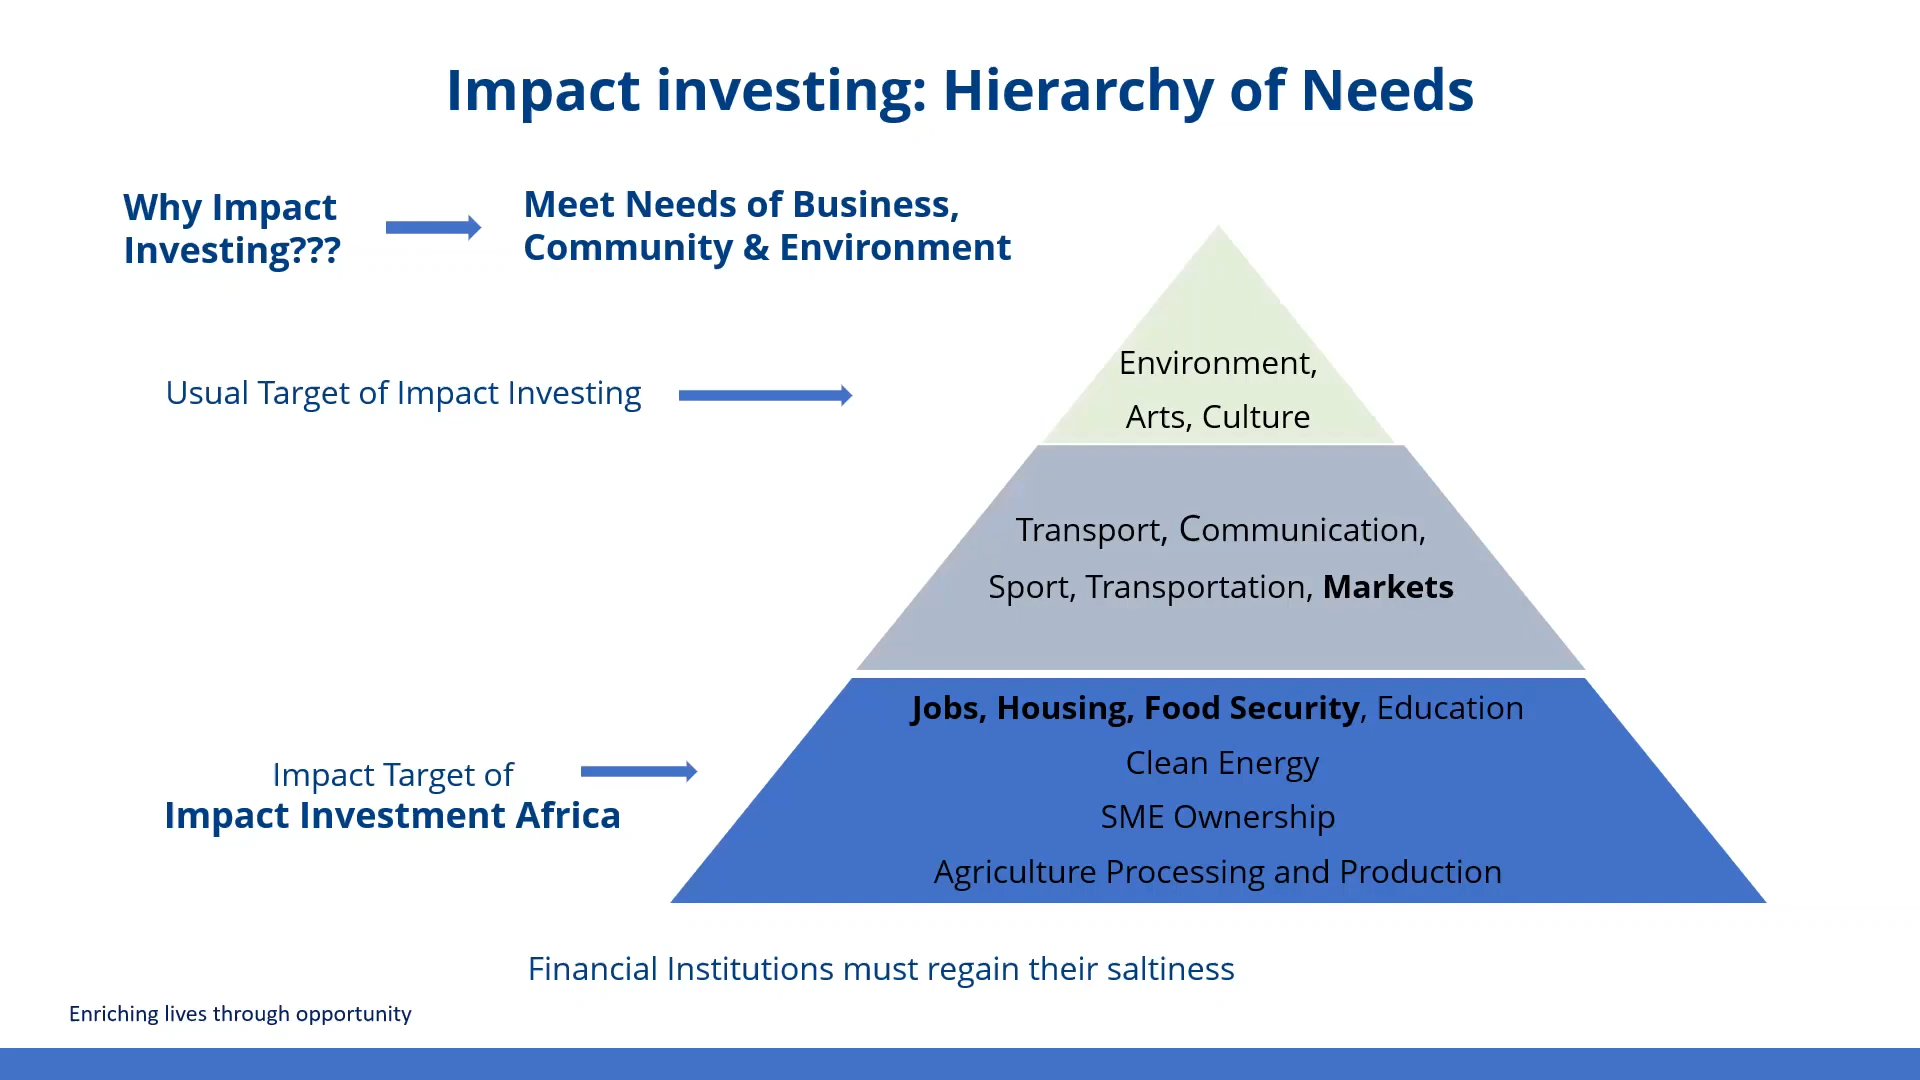 Impact investing: Hierarchy of Needs
Why Impact
Investing???
Meet Needs of Business,
Community & Environment
Usual Target of Impact Investing
Environment,
Arts, Culture
Transport, Communication,
Sport, Transportation, Markets
Impact Target of
Impact Investment Africa
Jobs, Housing, Food Security, Education
Clean Energy
SME Ownership
Agriculture Processing and Production
Financial Institutions must regain their saltiness
Enriching lives through opportunity